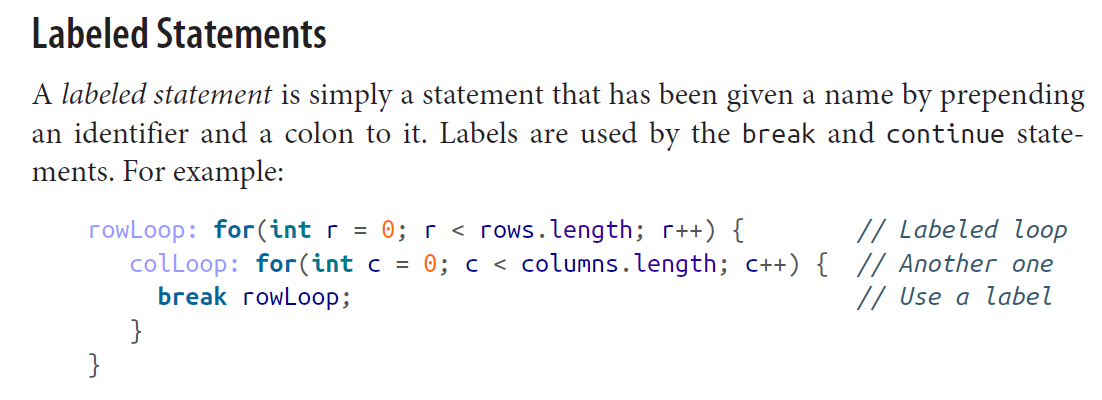 Labeled Statements
A labeled statement is simply a statement that has been given a name by prepending
an identifier and a colon to it. Labels are used by the break and continue state-
ments. For example:
rowLoop: for(int r = 0; r < rows.length; r++) { // Labeled loop
colLoop: for(int c = 0; c < columns.length; c++) { // Another one
break rowLoop; // Use a label
}
}